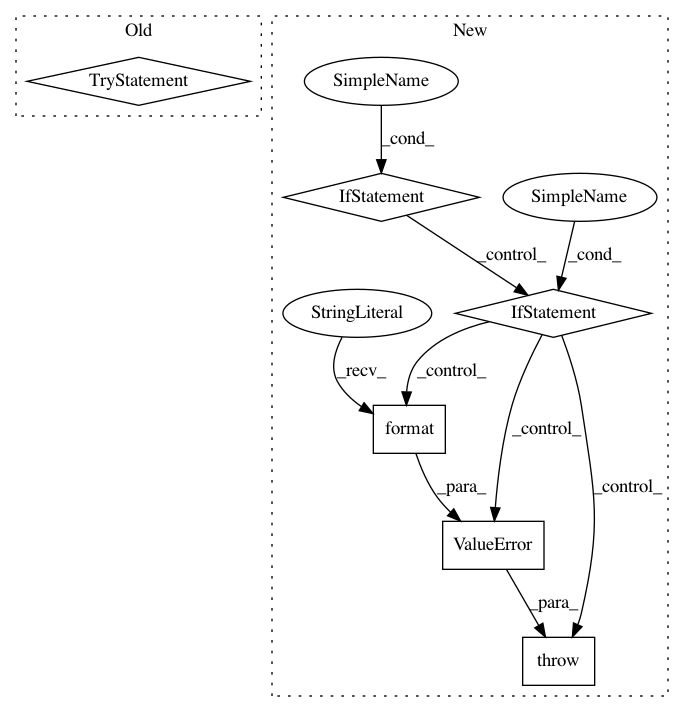 Old
New
TryStatement
SimpleName
_cond_
IfStatement
SimpleName
_control_
_cond_
StringLiteral
IfStatement
_recv_
_control_
format
_control_
_control_
_para_
ValueError
_para_
throw